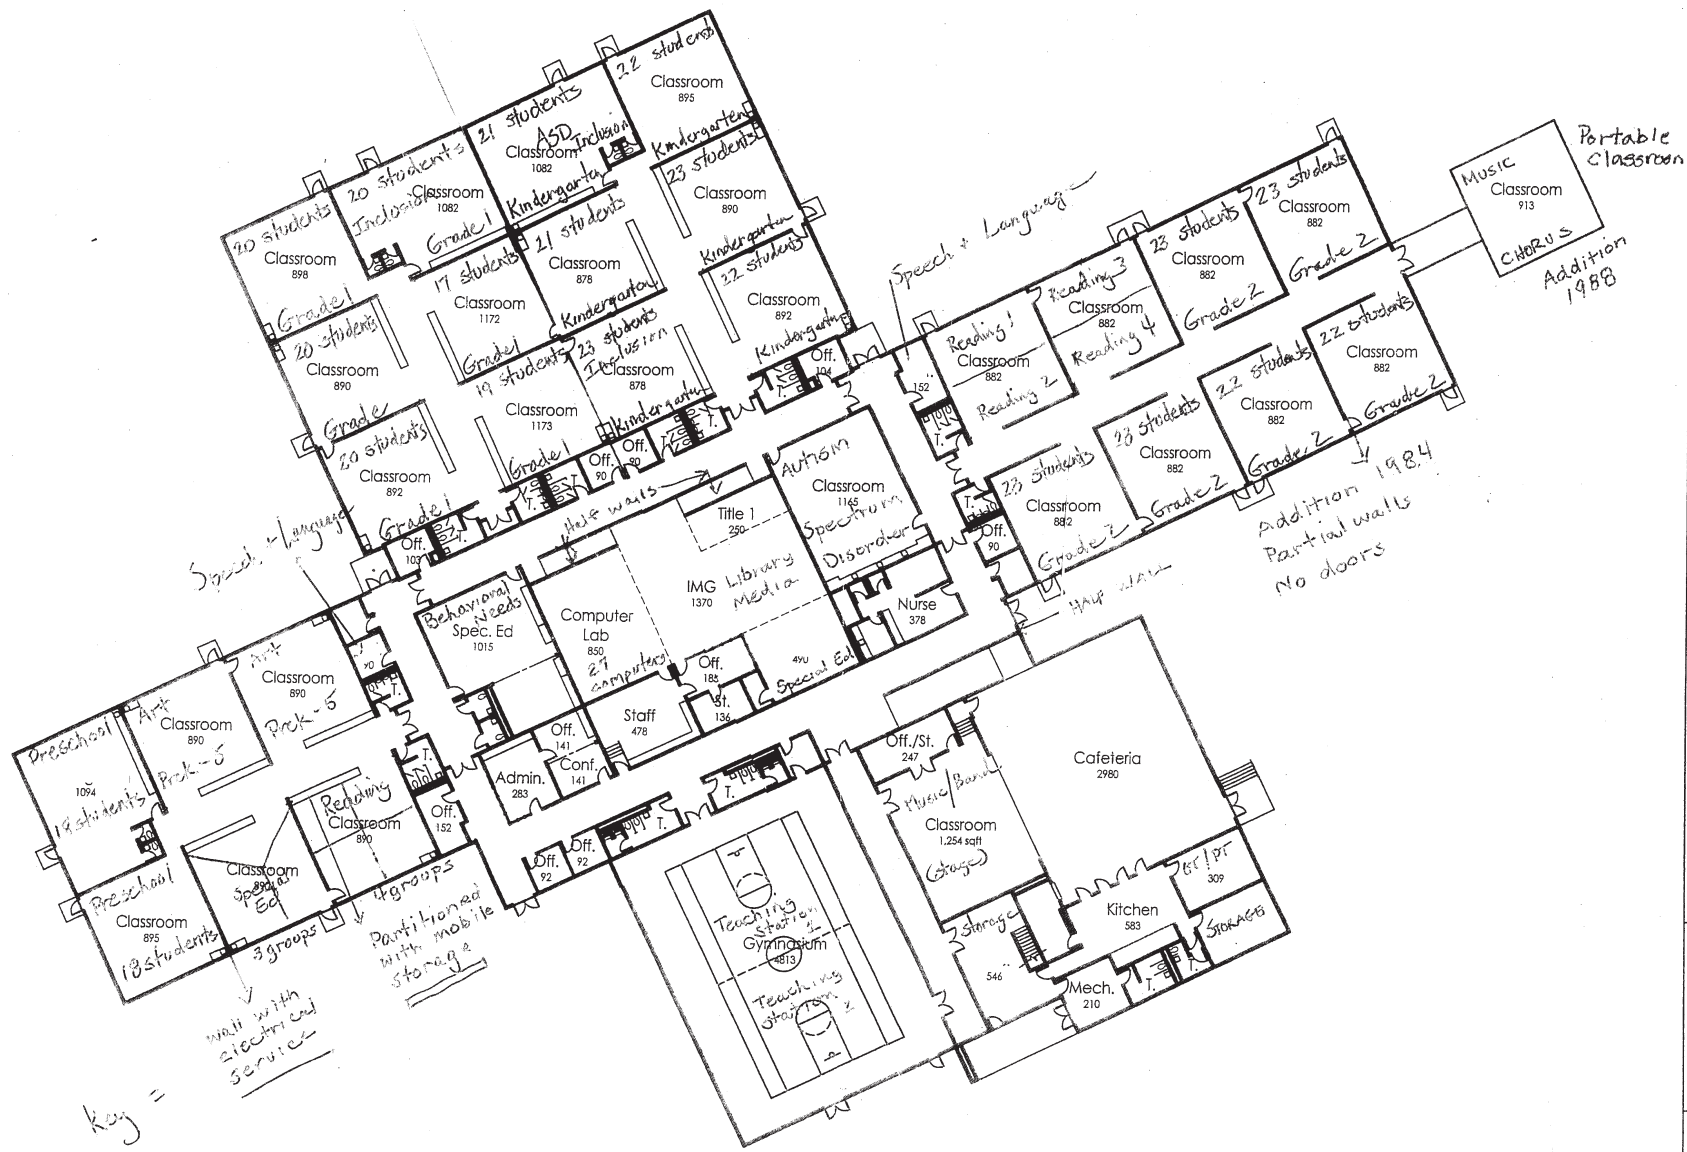 22 students
Classroom
895
Kindergarten
21 students
ASD
Inclusion
Classroom
1082
Kindergarten
20 students
Inclusion
Classroom
1082
Grade 1
20 students
Classroom
898
Grade 1
23 students
Classroom
890
Kindergarten
21 students
Classroom
878
Kindergarten
17 students
Classroom
1172
Grade 1
20 students
Classroom
890
Grade
22 students
Classroom
892
Kindergarten
23 students
Inclusion
Classroom
878
Kindergarten
19 students
Classroom
1173
Grade 1
20 students
Classroom
892
Grade 1
Off.
104
T.
T.
T.
Off.
90
Off.
90
T.
T.
T.
Off.
103
Half walls
Speech + Language
Speech + Language
Portable
Classroom
MUSIC
Classroom
913
CHORUS
Addition
1988
23 students
Classroom
882
Grade 2
23 students
Classroom
882
Grade 2
Reading 3
Classroom
882
Reading 4
Reading 1
Classroom
882
Reading 2
152
T.
22 students
Classroom
882
Grade 2
22 students
Classroom
882
Grade 2
23 students
Classroom
882
Grade 2
23 students
Classroom
882
Grade 2
T.
Off.
90
Addition 1984
Partial walls
No doors
HALF WALL
Autism
Classroom
1165
Spectrum
Disorder
Title 1
250
IMG Library
Media
1370
Computer
Lab
850
27
computers
Behavioral
Needs
Spec. Ed
1015
Nurse
378
490
Special Ed
Off.
185
St.
136
Staff
478
Off.
141
Conf.
141
Admin.
283
90
T.
T.
Off.
152
Art
Classroom
890
Prek-5
Art
Classroom
890
Prek-5
Preschool
1094
18 students
Preschool
Classroom
895
18 students
Classroom
890
Special
Ed
3 groups
Reading
Classroom
890
4 groups
Partitioned
with mobile
storage
wall with
electrical
service
Key =
Off.
92
Off.
92
T.
T.
Teaching
Station
1
Gymnasium
4813
Teaching
Station
2
Off./St.
247
Music/Band
Classroom
1,254 sqft
(Stage)
Cafeteria
2980
Storage
546
Kitchen
583
OT/PT
309
STORAGE
Mech.
210
T.
T.